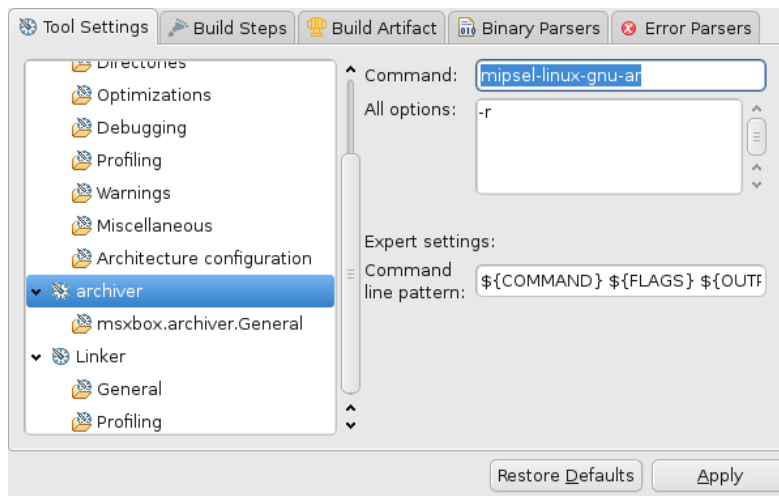 Tool Settings Build Steps Build Artifact Binary Parsers Error Parsers
Directories
Optimizations
Debugging
Profiling
Warnings
Miscellaneous
Architecture configuration
archiver
msxbox.archiver.General
Linker
General
Profiling
Command: mipsel-linux-gnu-ar
All options: -r
Expert settings:
Command
line pattern: ${COMMAND} ${FLAGS} ${OUTF
Restore Defaults Apply